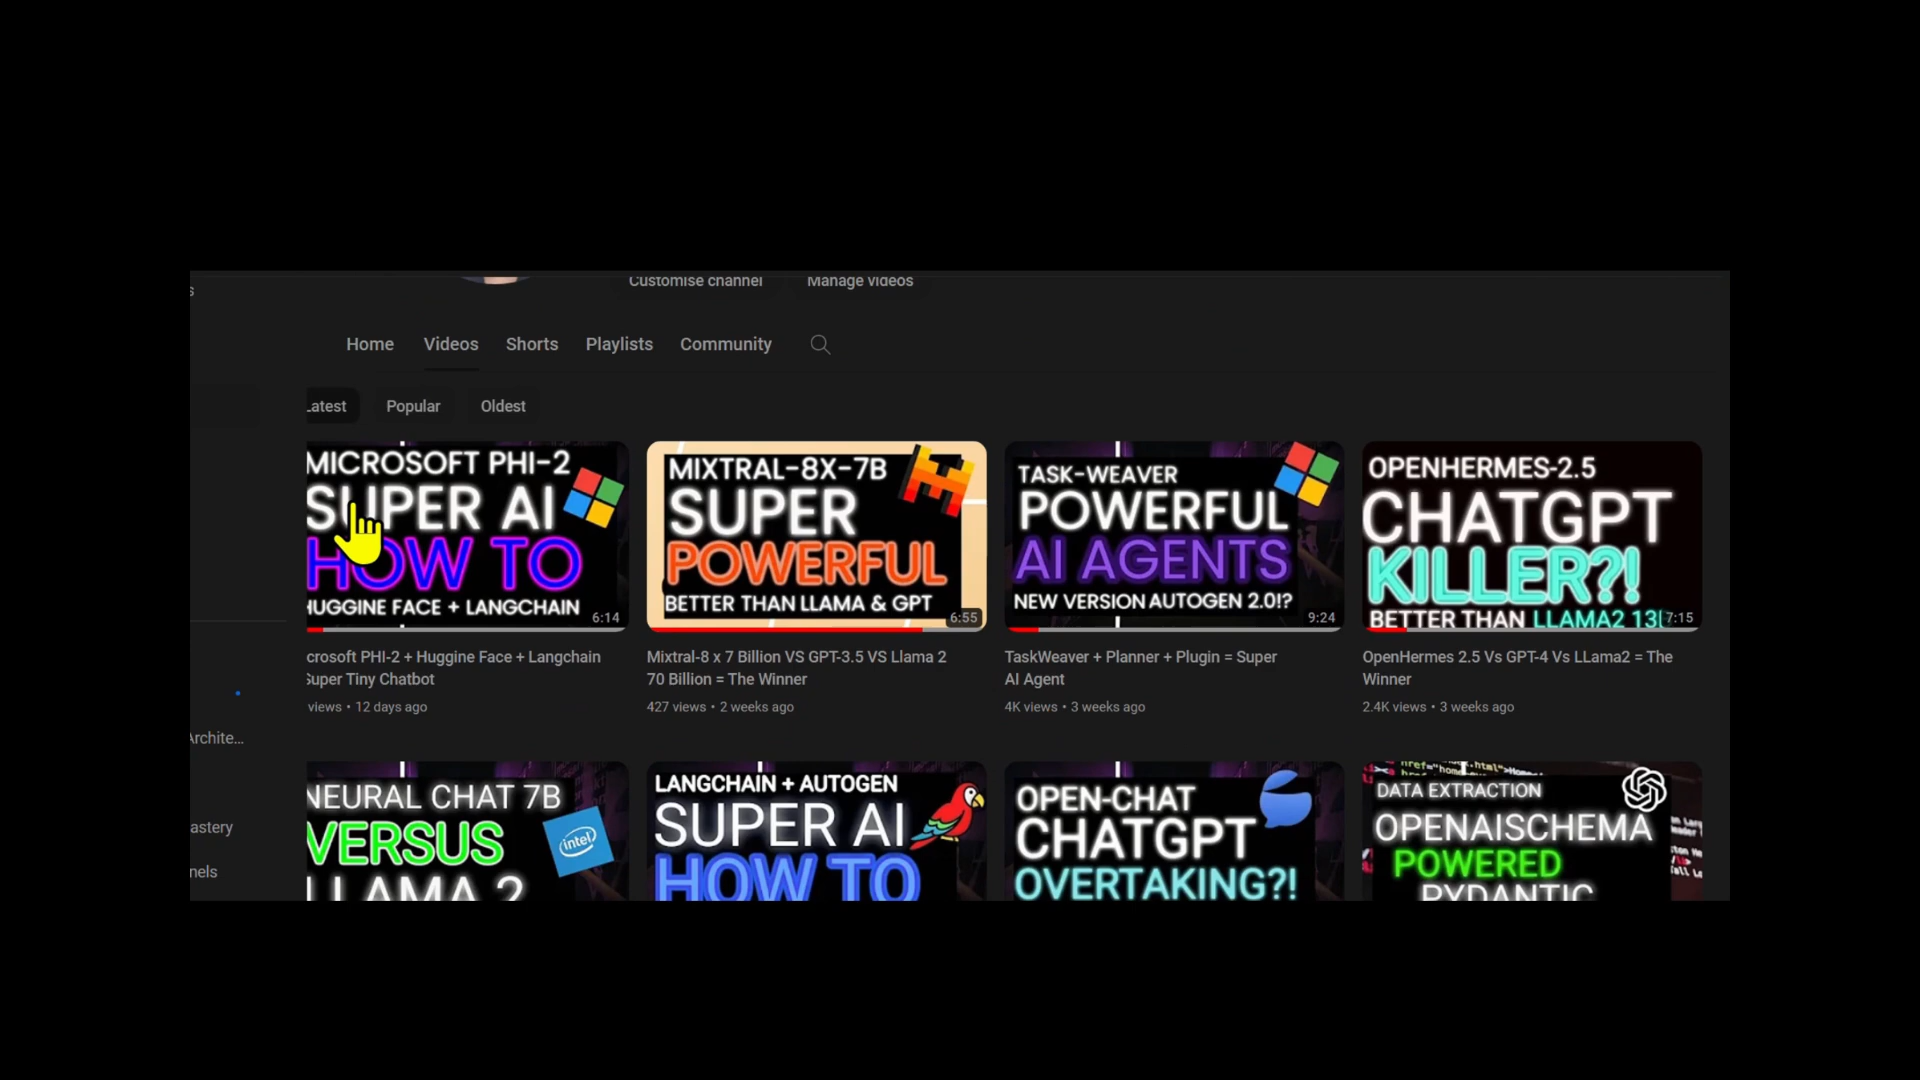 s
Customise channel Manage videos
Home Videos Shorts Playlists Community
Latest Popular Oldest
MICROSOFT PHI-2
SUPER AI
HOW TO
HUGGINE FACE + LANGCHAIN
6:14
MIXTRAL-8X-7B
SUPER
POWERFUL
BETTER THAN LLAMA & GPT
6:55
TASK-WEAVER
POWERFUL
AI AGENTS
NEW VERSION AUTOGEN 2.0!?
9:24
OPENHERMES-2.5
CHATGPT
KILLER?!
BETTER THAN LLAMA2 13
7:15
crosoft PHI-2 + Huggine Face + Langchain
Super Tiny Chatbot
views • 12 days ago
Mixtral-8 x 7 Billion VS GPT-3.5 VS Llama 2
70 Billion = The Winner
427 views • 2 weeks ago
TaskWeaver + Planner + Plugin = Super
AI Agent
4K views • 3 weeks ago
OpenHermes 2.5 Vs GPT-4 Vs LLama2 = The
Winner
2.4K views • 3 weeks ago
Archite...
astery
nels
NEURAL CHAT 7B
VERSUS
LLAMA 2
intel
LANGCHAIN + AUTOGEN
SUPER AI
HOW TO
OPEN-CHAT
CHATGPT
OVERTAKING?!
DATA EXTRACTION
OPENAISCHEMA
POWERED
PYDANTIC